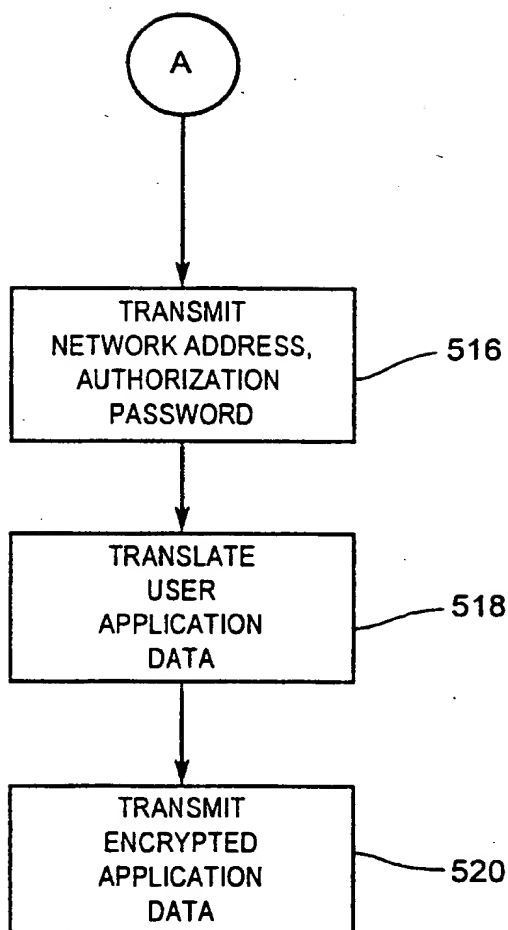 A
TRANSMIT
NETWORK ADDRESS,
AUTHORIZATION
PASSWORD
516
TRANSLATE
USER
APPLICATION
DATA
518
TRANSMIT
ENCRYPTED
APPLICATION
DATA
520